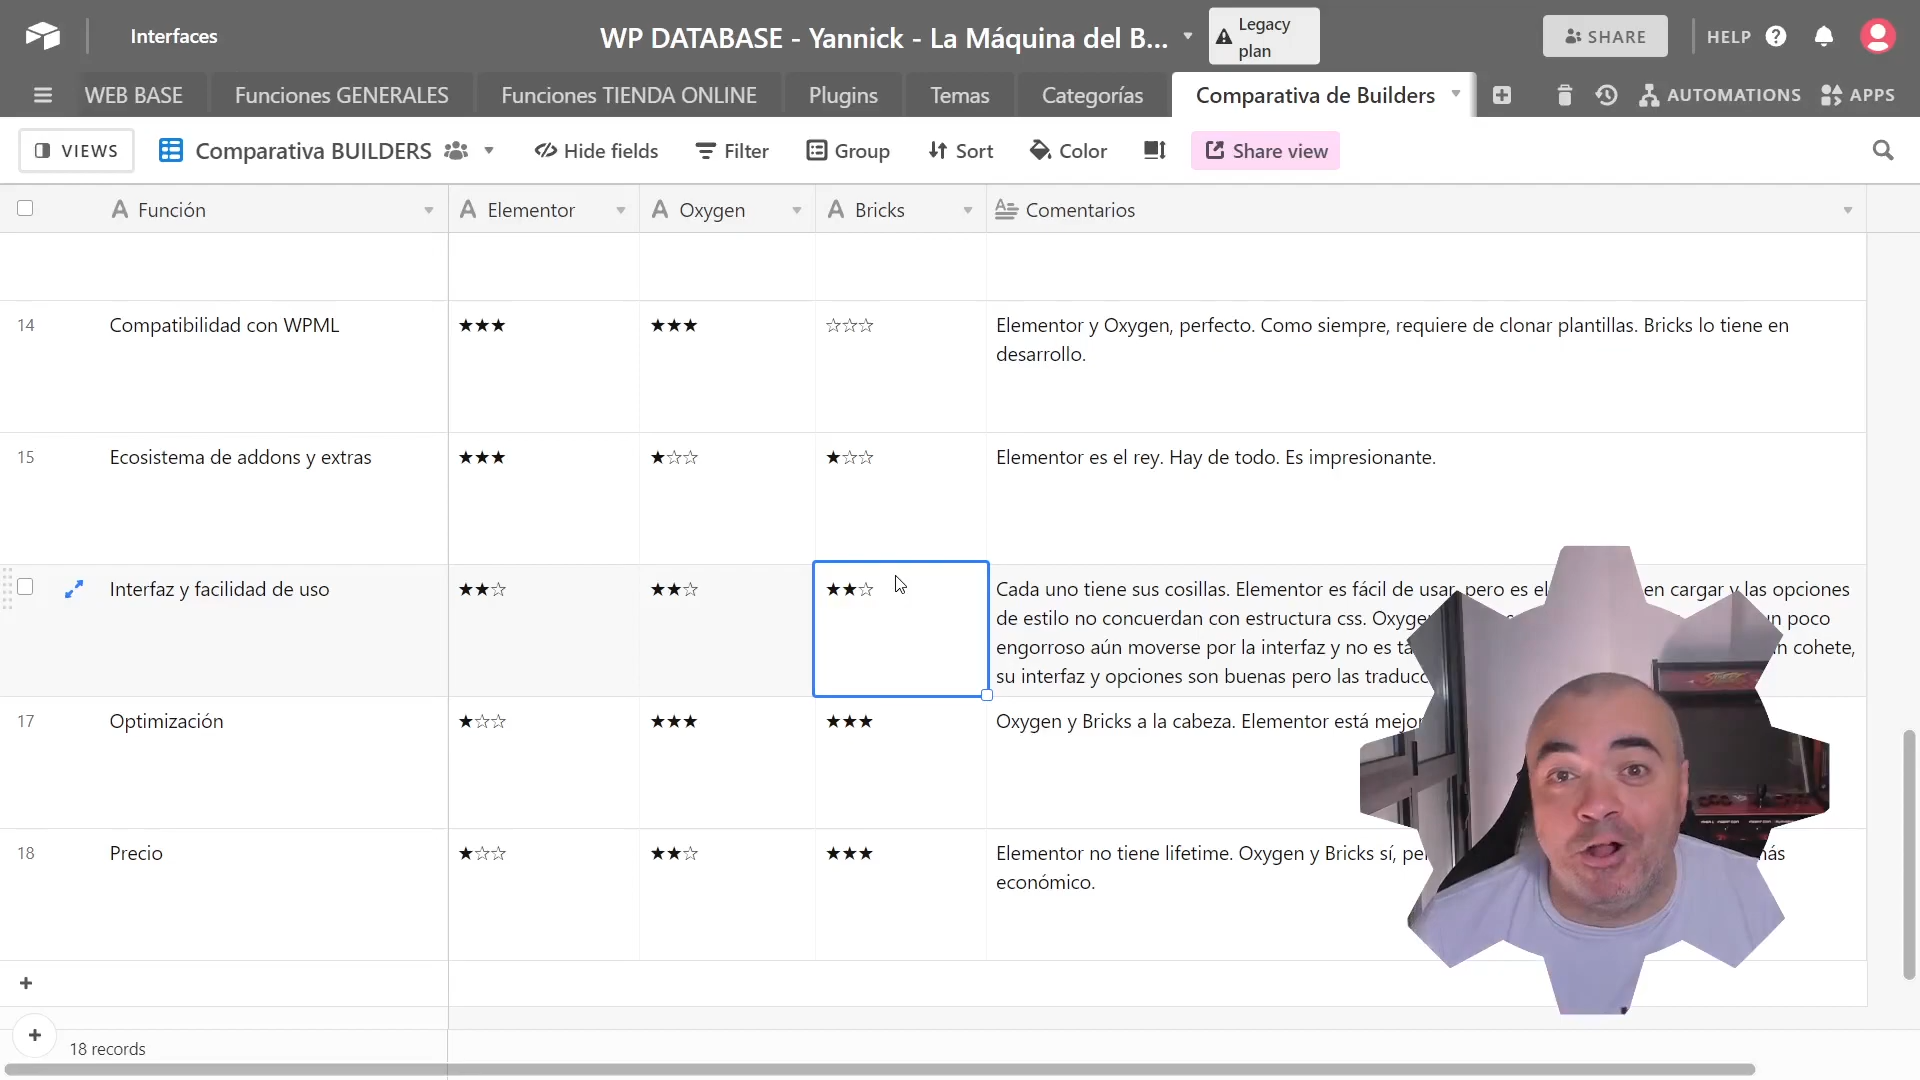 Interfaces
WP DATABASE - Yannick - La Máquina del B...
Legacy
plan
SHARE
HELP
WEB BASE
Funciones GENERALES
Funciones TIENDA ONLINE
Plugins
Temas
Categorías
Comparativa de Builders
AUTOMATIONS
APPS
VIEWS
Comparativa BUILDERS
Hide fields
Filter
Group
Sort
Color
Share view
Función
Elementor
Oxygen
Bricks
Comentarios
14
Compatibilidad con WPML
★★★
★★★
☆☆☆
Elementor y Oxygen, perfecto. Como siempre, requiere de clonar plantillas. Bricks lo tiene en
desarrollo.
15
Ecosistema de addons y extras
★★★
★☆☆
★☆☆
Elementor es el rey. Hay de todo. Es impresionante.
Interfaz y facilidad de uso
★★☆
★★☆
★★☆
Cada uno tiene sus cosillas. Elementor es fácil de usar, pero es el en cargar y las opciones
de estilo no concuerdan con estructura css. un poco
engorroso aún moverse por la interfaz y no es cohete,
su interfaz y opciones son buenas pero las
17
Optimización
★☆☆
★★★
★★★
Oxygen y Bricks a la cabeza. Elementor está
18
Precio
★☆☆
★★☆
★★★
Elementor no tiene lifetime. Oxygen y Bricks sí, más
económico.
18 records